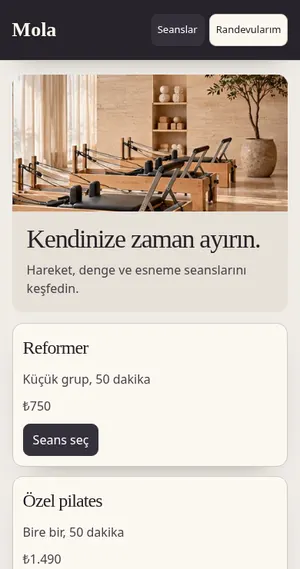 Mola
Seanslar
Randevularım
Kendinize zaman ayırın.
Hareket, denge ve esneme seanslarını
keşfedin.
Reformer
Küçük grup, 50 dakika
₺750
Seans seç
Özel pilates
Bire bir, 50 dakika
₺1.490